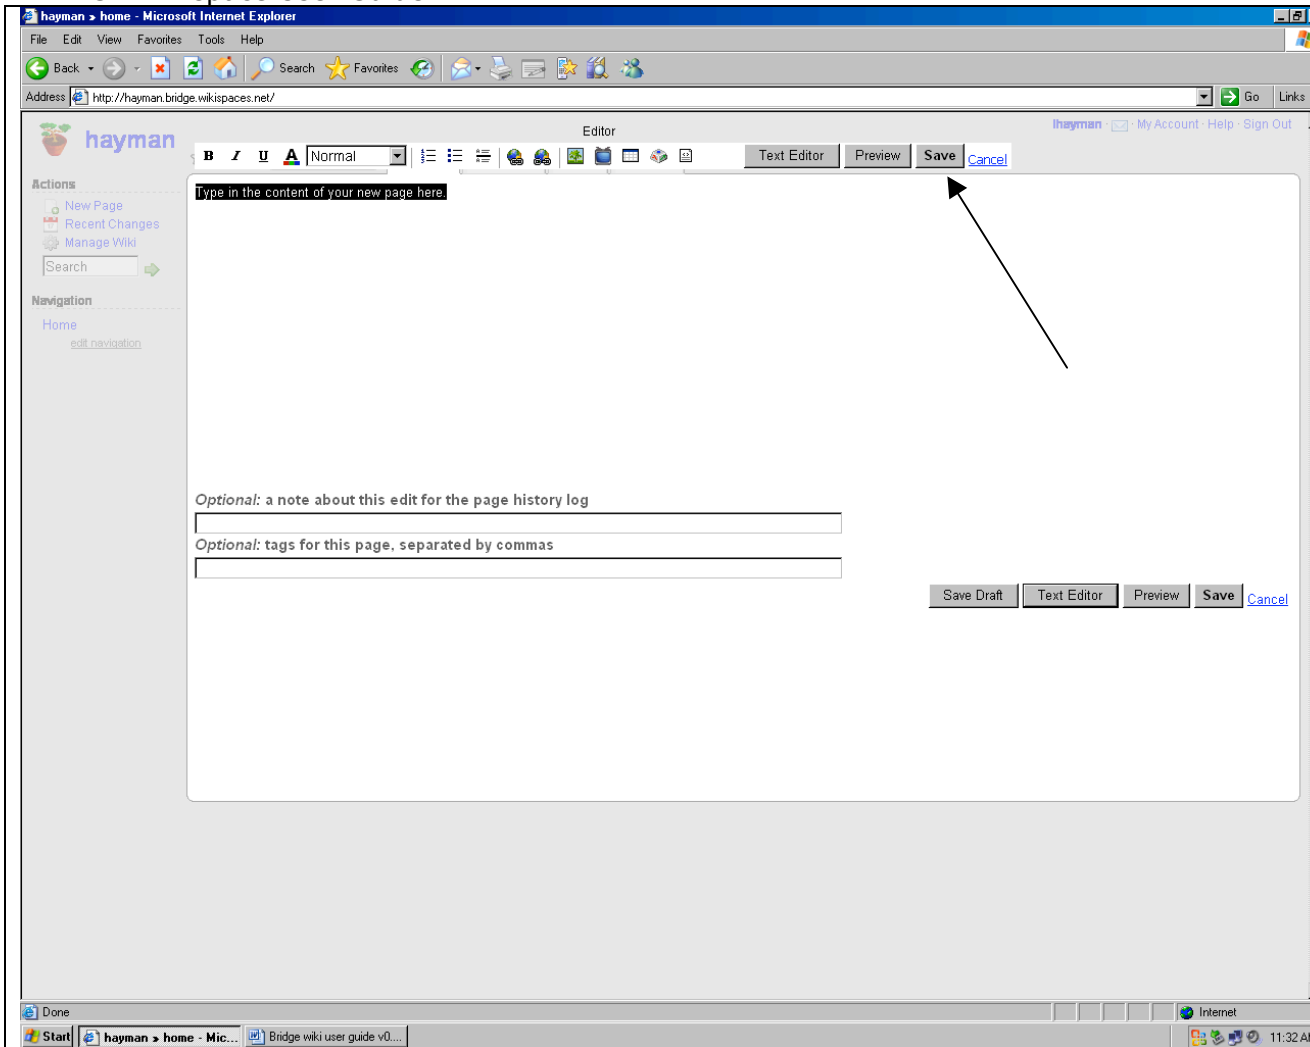 hayman » home - Microsoft Internet Explorer
File Edit View Favorites Tools Help
Back Search Favorites
Address http://hayman.bridge.wikispaces.net/ Go Links
hayman
lhayman · My Account · Help · Sign Out
Editor
B I U A Normal Text Editor Preview Save Cancel
Actions
New Page
Recent Changes
Manage Wiki
Search
Navigation
Home
edit navigation
Type in the content of your new page here.
Optional: a note about this edit for the page history log
Optional: tags for this page, separated by commas
Save Draft Text Editor Preview Save Cancel
Done Internet
Start hayman » home - Mic... Bridge wiki user guide v0.... 11:32 AM